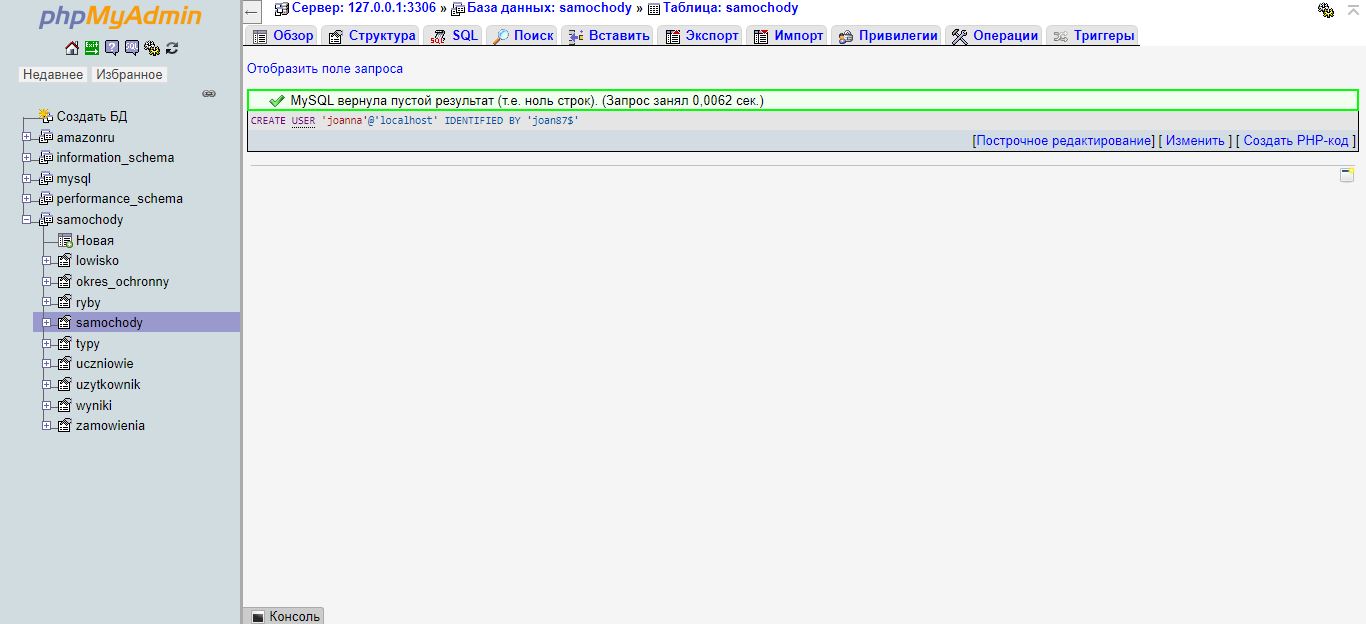 phpMyAdmin
Недавнее Избранное
Создать БД
amazonru
information_schema
mysql
performance_schema
samochody
Новая
lowisko
okres_ochronny
ryby
samochody
typy
uczniowie
uzytkownik
wyniki
zamowienia
Сервер: 127.0.0.1:3306 » База данных: samochody » Таблица: samochody
Обзор Структура SQL Поиск Вставить Экспорт Импорт Привилегии Операции Триггеры
Отобразить поле запроса
MySQL вернула пустой результат (т.е. ноль строк). (Запрос занял 0,0062 сек.)
CREATE USER 'joanna'@'localhost' IDENTIFIED BY 'joan87$'
[Построчное редактирование] [ Изменить ] [ Создать PHP-код ]
Консоль